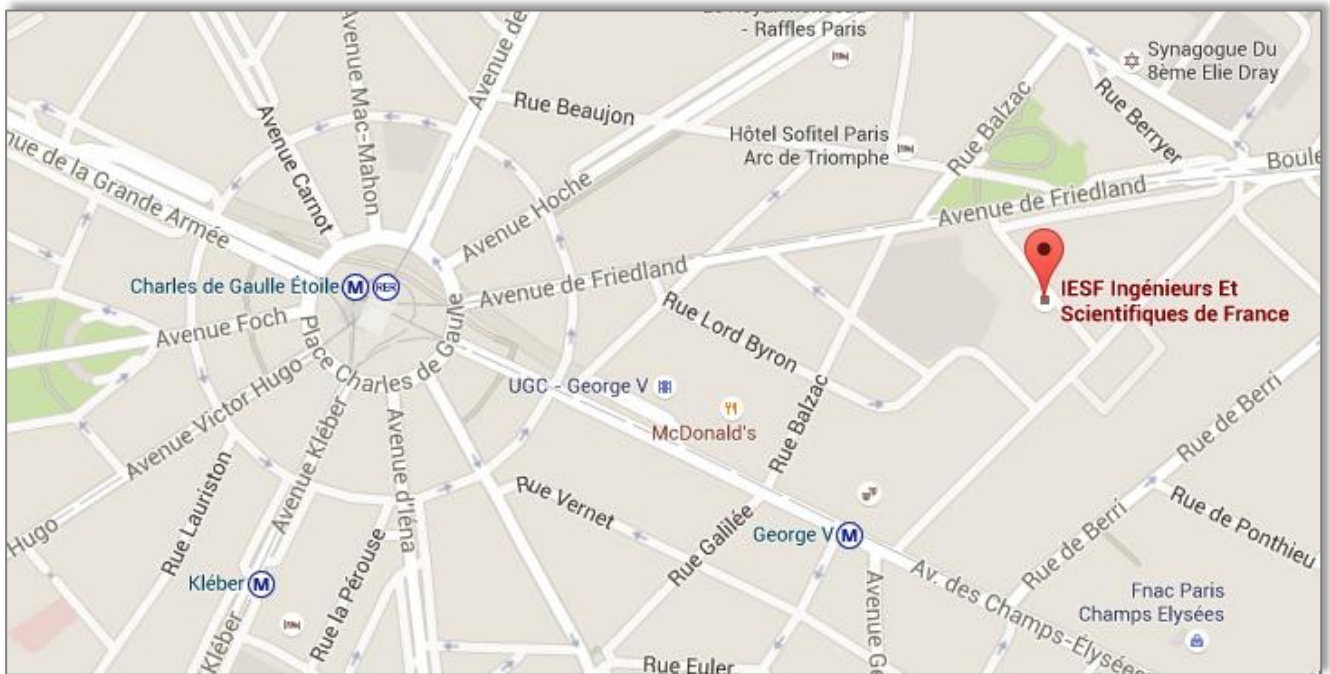 - Raffles Paris
Avenue Mac-Mahon
Avenue de
Synagogue Du
8ème Elie Dray
Rue Beaujon
Avenue Carnot
Rue Balzac
Rue Berryer
Hôtel Sofitel Paris
Arc de Triomphe
nue de la Grande Armée
Boule
Avenue Hoche
Avenue de Friedland
Avenue de Friedland
Charles de Gaulle Étoile
M
RER
IESF Ingénieurs Et
Scientifiques de France
Avenue Foch
Place Charles de Gaulle
Rue Lord Byron
UGC - George V
McDonald's
Avenue Victor Hugo
Avenue Kléber
Avenue d'Iéna
Rue Balzac
Rue de Berri
Rue Lauriston
Hugo
Rue Vernet
Rue Galilée
George V
M
Rue de Berri
Rue de Ponthieu
Kléber
M
Rue la Pérouse
Av. des Champs-Élysées
Avenue Ge
Fnac Paris
Champs Elysées
Kléber
Rue Euler